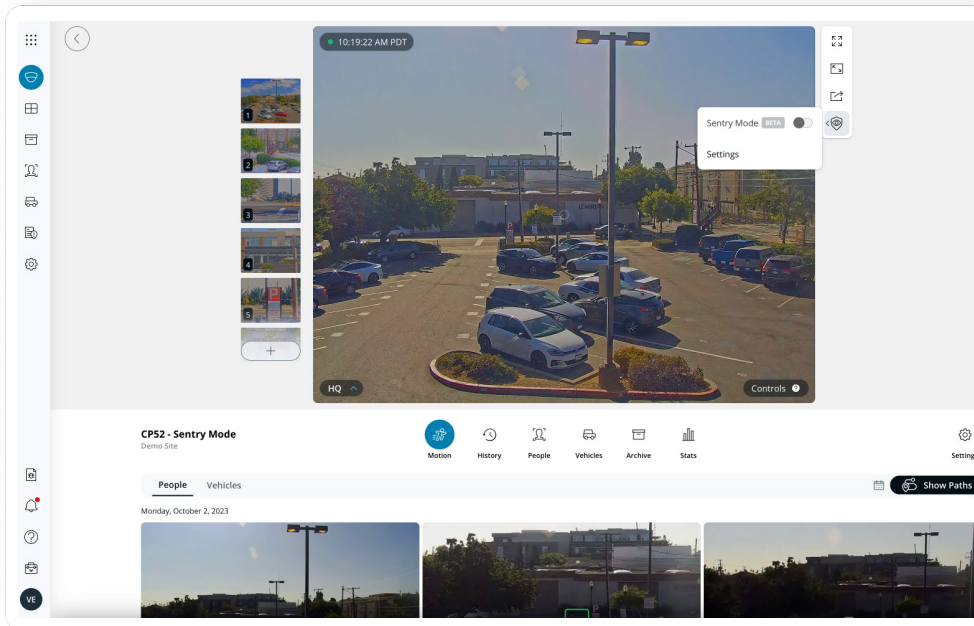 10:19:22 AM PDT
1
2
3
4
5
+
Sentry Mode BETA
Settings
HQ
Controls ?
CP52 - Sentry Mode
Demo Site
Motion
History
People
Vehicles
Archive
Stats
People
Vehicles
Show Paths
Monday, October 2, 2023
P
VE